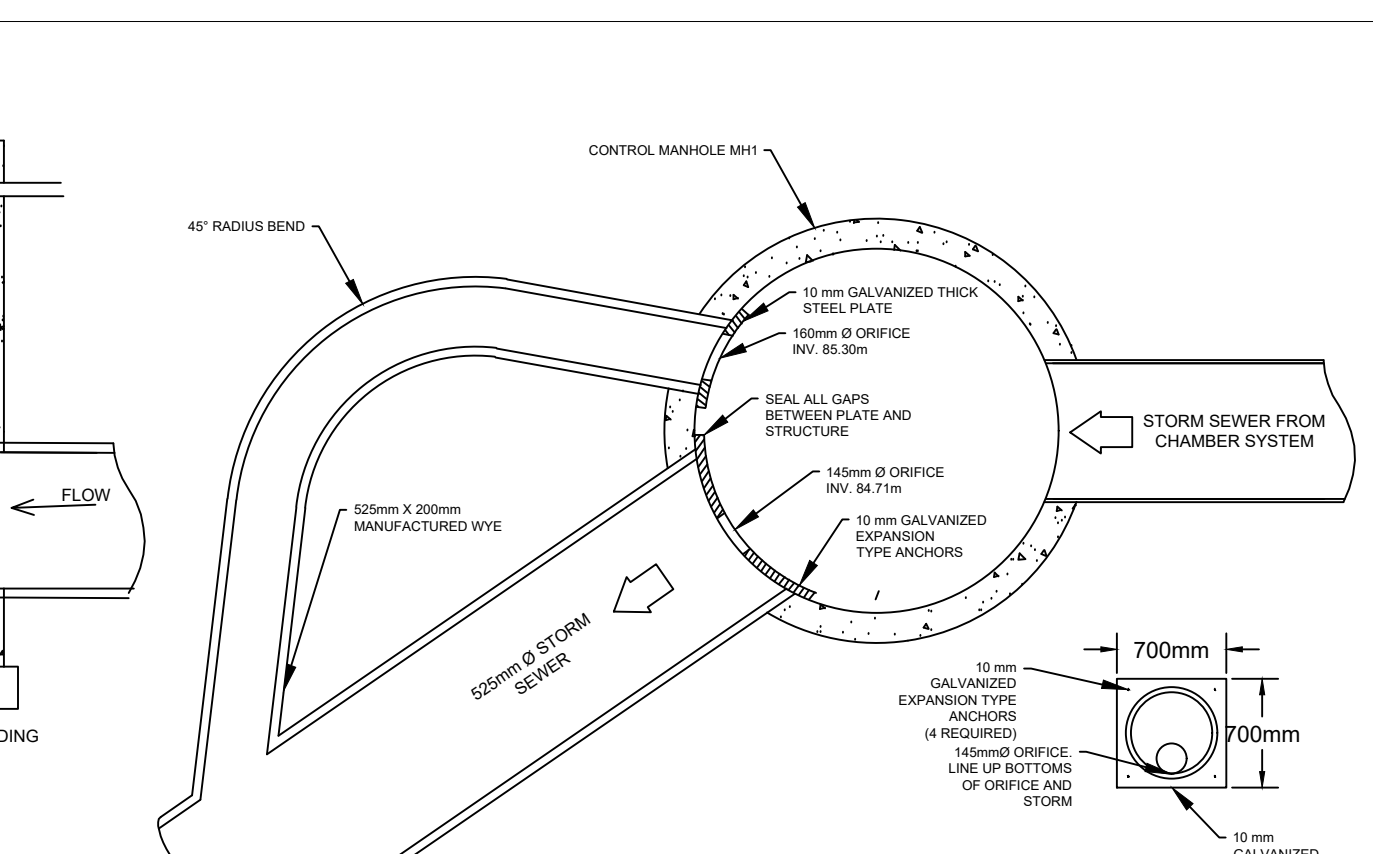 CONTROL MANHOLE MH1
45° RADIUS BEND
10 mm GALVANIZED THICK
STEEL PLATE
160mm Ø ORIFICE
INV. 85.30m
SEAL ALL GAPS
BETWEEN PLATE AND
STRUCTURE
STORM SEWER FROM
CHAMBER SYSTEM
145mm Ø ORIFICE
INV. 84.71m
FLOW
525mm X 200mm
MANUFACTURED WYE
10 mm GALVANIZED
EXPANSION
TYPE ANCHORS
525mm Ø STORM
SEWER
700mm
10 mm
GALVANIZED
EXPANSION TYPE
ANCHORS
(4 REQUIRED)
700mm
DING
145mmØ ORIFICE.
LINE UP BOTTOMS
OF ORIFICE AND
STORM
10 mm
GALVANIZED